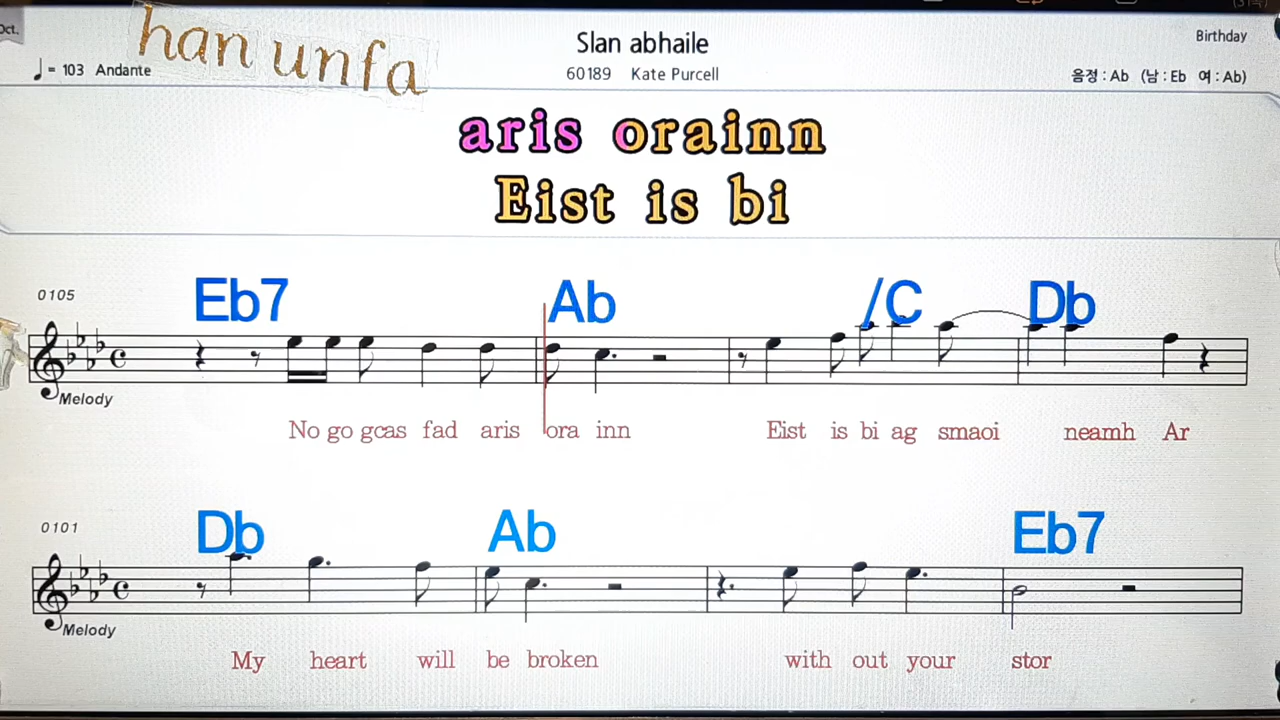 Oct.
han unfa
Slan abhaile
Birthday
♩ = 103 Andante
60189 Kate Purcell
음정 : Ab (남 : Eb 여 : Ab)
aris orainn
Eist is bi
0105
Eb7 Ab /C Db
Melody
No go gcas fad aris ora inn Eist is bi ag smaoi neamh Ar
0101
Db Ab Eb7
Melody
My heart will be broken with out your stor